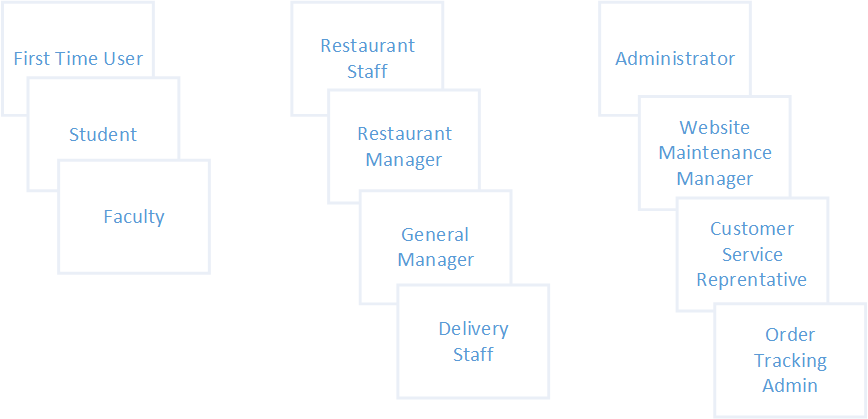 First Time User
Student
Faculty
Restaurant
Staff
Restaurant
Manager
General
Manager
Delivery
Staff
Administrator
Website
Maintenance
Manager
Customer
Service
Reprentative
Order
Tracking
Admin